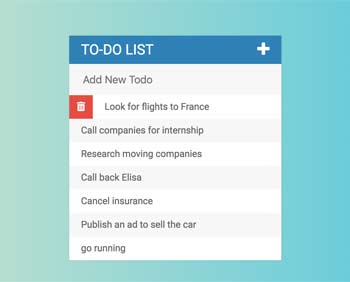 TO-DO LIST
Add New Todo
Look for flights to France
Call companies for internship
Research moving companies
Call back Elisa
Cancel insurance
Publish an ad to sell the car
go running